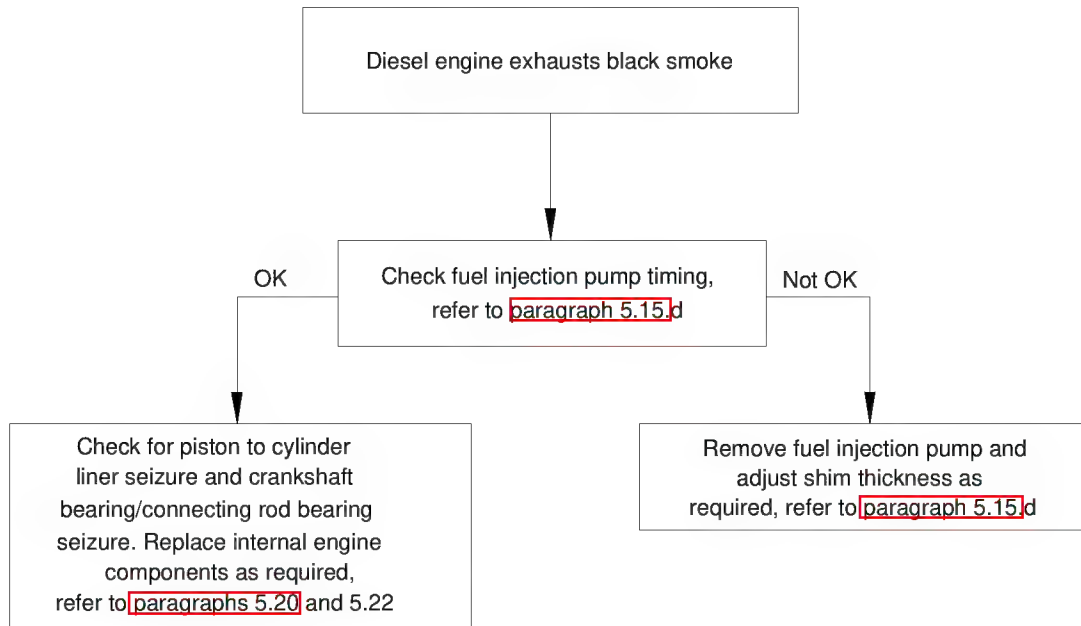 Diesel engine exhausts black smoke
OK
Check fuel injection pump timing,
refer to paragraph 5.15.d
Not OK
Check for piston to cylinder
liner seizure and crankshaft
bearing/connecting rod bearing
seizure. Replace internal engine
components as required,
refer to paragraphs 5.20 and 5.22
Remove fuel injection pump and
adjust shim thickness as
required, refer to paragraph 5.15.d